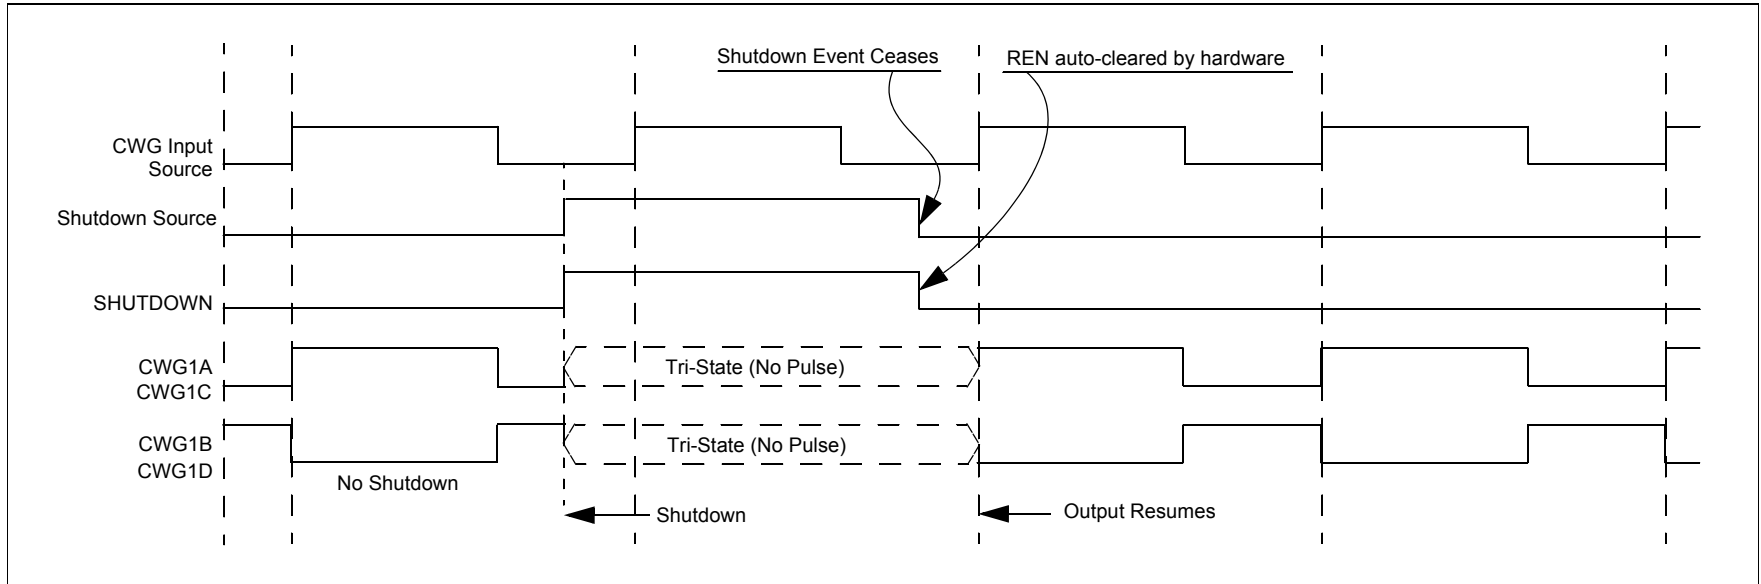 Shutdown Event Ceases
REN auto-cleared by hardware
CWG Input
Source
Shutdown Source
SHUTDOWN
CWG1A
CWG1C
Tri-State (No Pulse)
CWG1B
CWG1D
Tri-State (No Pulse)
No Shutdown
Shutdown
Output Resumes